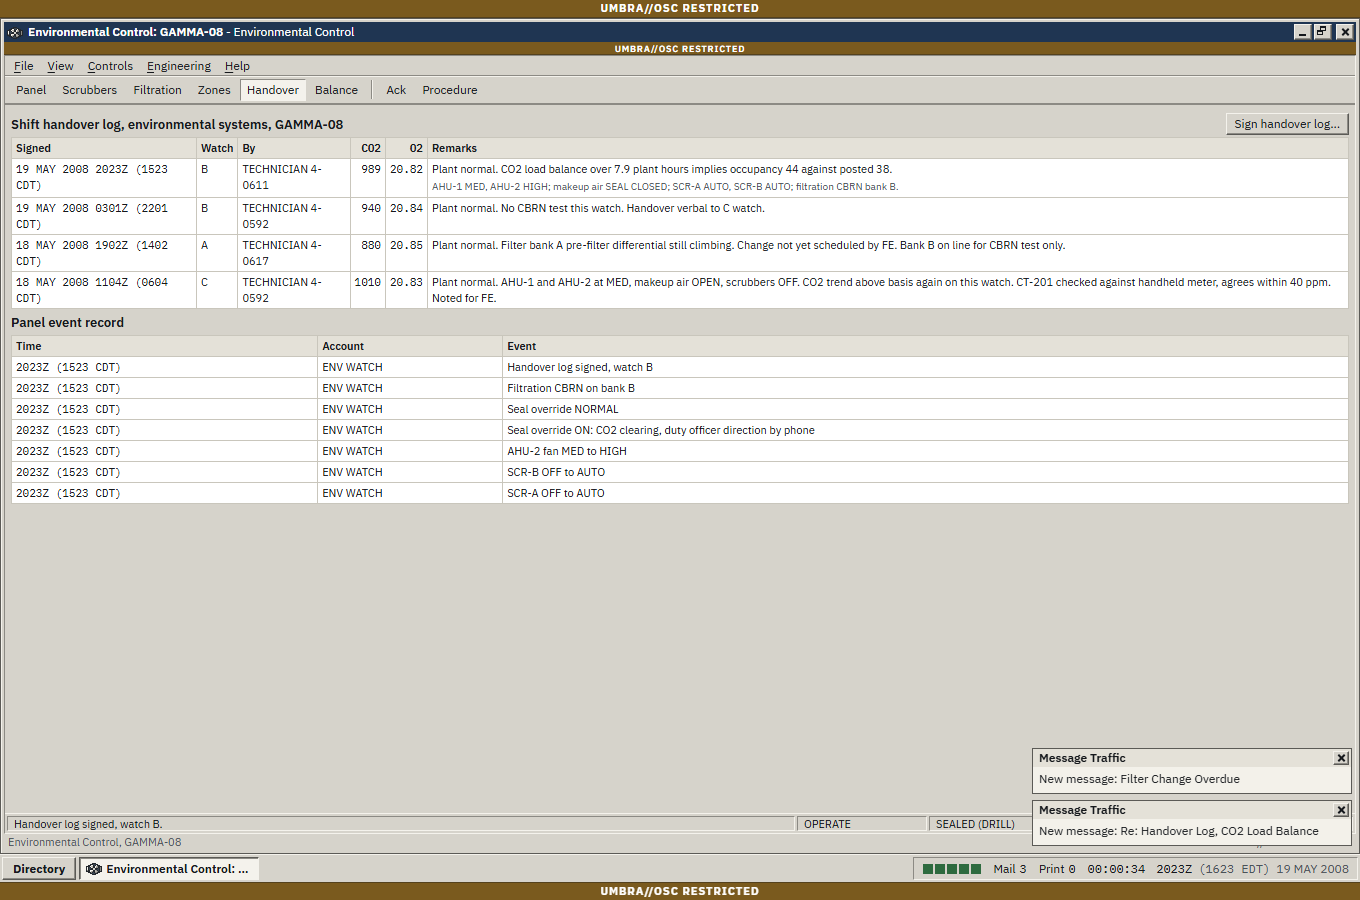 UMBRA//OSC RESTRICTED
Environmental Control: GAMMA-08 - Environmental Control
UMBRA//OSC RESTRICTED
File View Controls Engineering Help
Panel Scrubbers Filtration Zones Handover Balance Ack Procedure
Shift handover log, environmental systems, GAMMA-08
Sign handover log...
Signed Watch By CO2 O2 Remarks
19 MAY 2008 2023Z (1523 CDT) B TECHNICIAN 4-0611 989 20.82 Plant normal. CO2 load balance over 7.9 plant hours implies occupancy 44 against posted 38.
AHU-1 MED, AHU-2 HIGH; makeup air SEAL CLOSED; SCR-A AUTO, SCR-B AUTO; filtration CBRN bank B.
19 MAY 2008 0301Z (2201 CDT) B TECHNICIAN 4-0592 940 20.84 Plant normal. No CBRN test this watch. Handover verbal to C watch.
18 MAY 2008 1902Z (1402 CDT) A TECHNICIAN 4-0617 880 20.85 Plant normal. Filter bank A pre-filter differential still climbing. Change not yet scheduled by FE. Bank B on line for CBRN test only.
18 MAY 2008 1104Z (0604 CDT) C TECHNICIAN 4-0592 1010 20.83 Plant normal. AHU-1 and AHU-2 at MED, makeup air OPEN, scrubbers OFF. CO2 trend above basis again on this watch. CT-201 checked against handheld meter, agrees within 40 ppm.
Noted for FE.
Panel event record
Time Account Event
2023Z (1523 CDT) ENV WATCH Handover log signed, watch B
2023Z (1523 CDT) ENV WATCH Filtration CBRN on bank B
2023Z (1523 CDT) ENV WATCH Seal override NORMAL
2023Z (1523 CDT) ENV WATCH Seal override ON: CO2 clearing, duty officer direction by phone
2023Z (1523 CDT) ENV WATCH AHU-2 fan MED to HIGH
2023Z (1523 CDT) ENV WATCH SCR-B OFF to AUTO
2023Z (1523 CDT) ENV WATCH SCR-A OFF to AUTO
Message Traffic
New message: Filter Change Overdue
Message Traffic
New message: Re: Handover Log, CO2 Load Balance
Handover log signed, watch B. OPERATE SEALED (DRILL)
Environmental Control, GAMMA-08
Directory Environmental Control: ... Mail 3 Print 0 00:00:34 2023Z (1623 EDT) 19 MAY 2008
UMBRA//OSC RESTRICTED